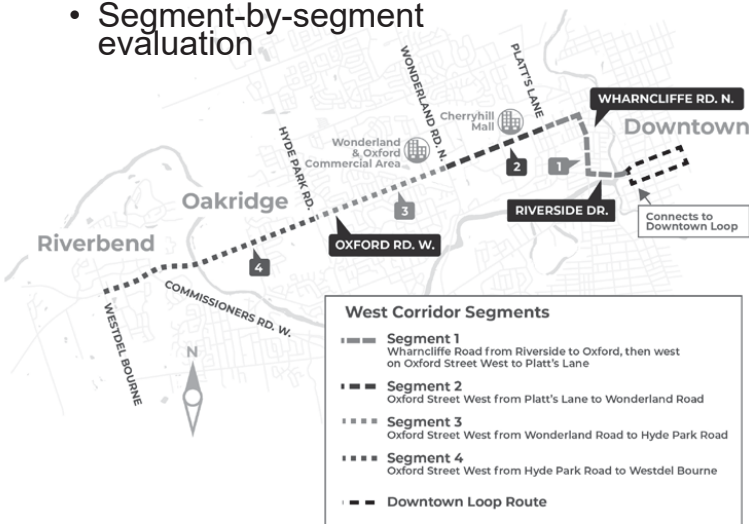 • Segment-by-segment
evaluation
WONDERLAND RD. N.
PLATT'S LANE
WHARNCLIFFE RD. N.
Downtown
Cherryhill
Mall
Wonderland
& Oxford
Commercial Area
HYDE PARK RD.
2
1
Oakridge
3
RIVERSIDE DR.
Connects to
Downtown Loop
OXFORD RD. W.
Riverbend
4
COMMISSIONERS RD. W.
WESTDEL BOURNE
N
West Corridor Segments
Segment 1
Wharncliffe Road from Riverside to Oxford, then west
on Oxford Street West to Platt's Lane
Segment 2
Oxford Street West from Platt's Lane to Wonderland Road
Segment 3
Oxford Street West from Wonderland Road to Hyde Park Road
Segment 4
Oxford Street West from Hyde Park Road to Westdel Bourne
Downtown Loop Route